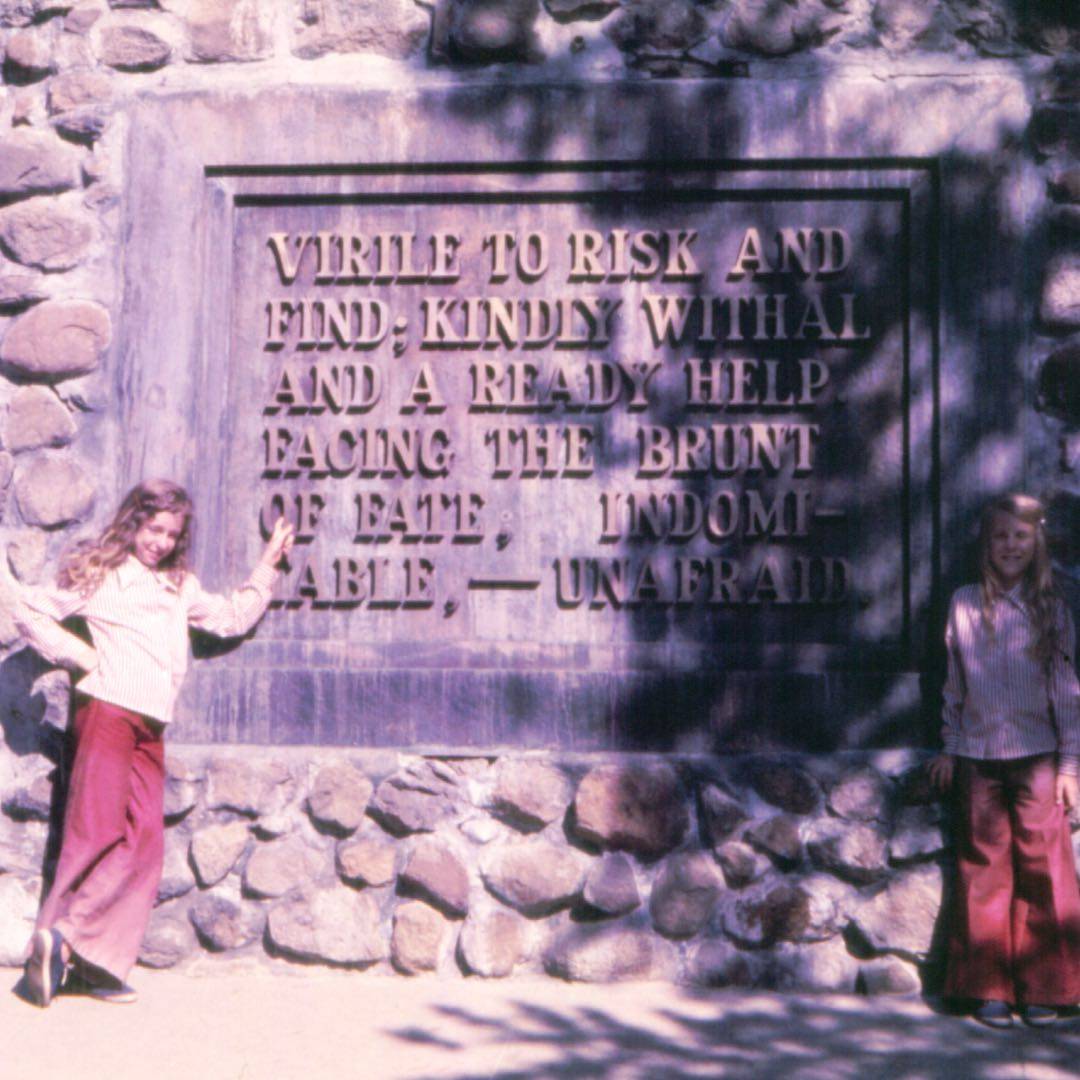 VIRILE TO RISK AND
FIND; KINDLY WITHAL
AND A READY HELP.
FACING THE BRUNT
OF FATE; INDOMI-
TABLE,—UNAFRAID.